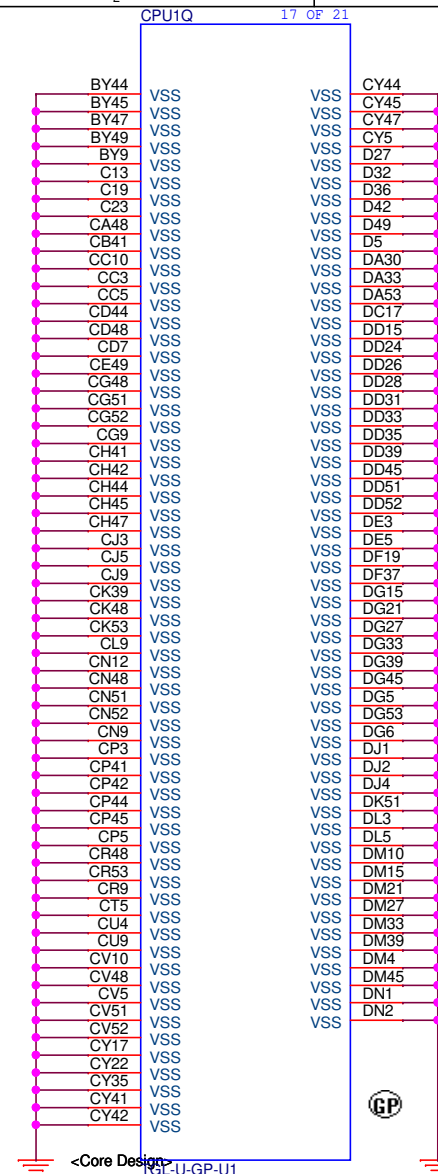 2
CPU1Q 17 OF 21
BY44 VSS VSS CY44
BY45 VSS VSS CY45
BY47 VSS VSS CY47
BY49 VSS VSS CY5
BY9 VSS VSS D27
C13 VSS VSS D32
C19 VSS VSS D36
C23 VSS VSS D42
CA48 VSS VSS D49
CB41 VSS VSS D5
CC10 VSS VSS DA30
CC3 VSS VSS DA33
CC5 VSS VSS DA53
CD44 VSS VSS DC17
CD48 VSS VSS DD15
CD7 VSS VSS DD24
CE49 VSS VSS DD26
CG48 VSS VSS DD28
CG51 VSS VSS DD31
CG52 VSS VSS DD33
CG9 VSS VSS DD35
CH41 VSS VSS DD39
CH42 VSS VSS DD45
CH44 VSS VSS DD51
CH45 VSS VSS DD52
CH47 VSS VSS DE3
CJ3 VSS VSS DE5
CJ5 VSS VSS DF19
CJ9 VSS VSS DF37
CK39 VSS VSS DG15
CK48 VSS VSS DG21
CK53 VSS VSS DG27
CL9 VSS VSS DG33
CN12 VSS VSS DG39
CN48 VSS VSS DG45
CN51 VSS VSS DG5
CN52 VSS VSS DG53
CN9 VSS VSS DG6
CP3 VSS VSS DJ1
CP41 VSS VSS DJ2
CP42 VSS VSS DJ4
CP44 VSS VSS DK51
CP45 VSS VSS DL3
CP5 VSS VSS DL5
CR48 VSS VSS DM10
CR53 VSS VSS DM15
CR9 VSS VSS DM21
CT5 VSS VSS DM27
CU4 VSS VSS DM33
CU9 VSS VSS DM39
CV10 VSS VSS DM4
CV48 VSS VSS DM45
CV5 VSS VSS DN1
CV51 VSS VSS DN2
CV52 VSS
CY17 VSS
CY22 VSS
CY35 VSS
CY41 VSS
CY42 VSS
GP
<Core Design>
TGL-U-GP-U1